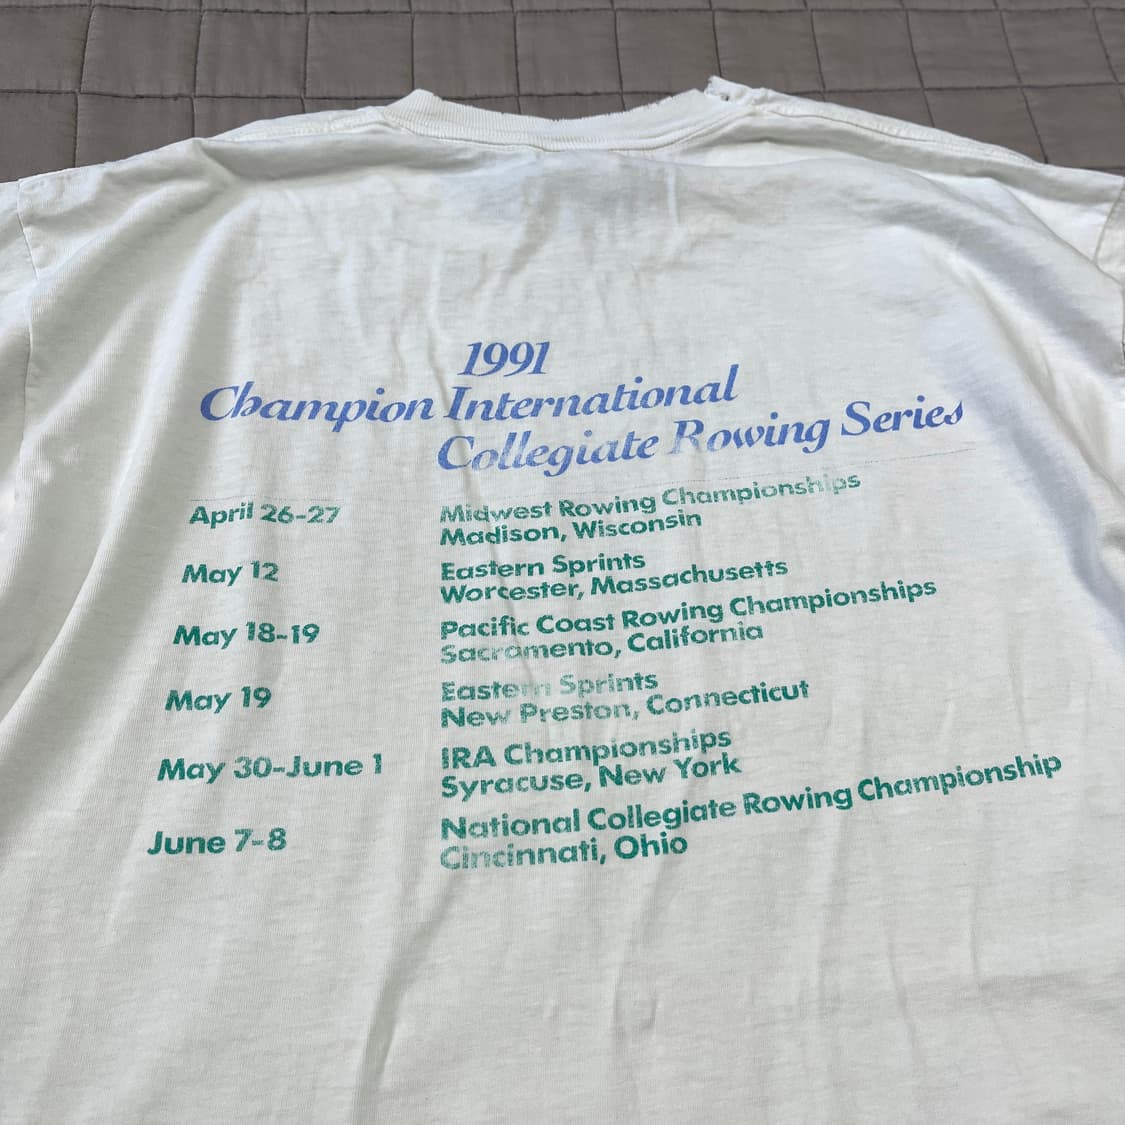 1991
Champion International
Collegiate Rowing Series
April 26-27 Midwest Rowing Championships
Madison, Wisconsin
May 12 Eastern Sprints
Worcester, Massachusetts
May 18-19 Pacific Coast Rowing Championships
Sacramento, California
May 19 Eastern Sprints
New Preston, Connecticut
May 30-June 1 IRA Championships
Syracuse, New York
June 7-8 National Collegiate Rowing Championship
Cincinnati, Ohio